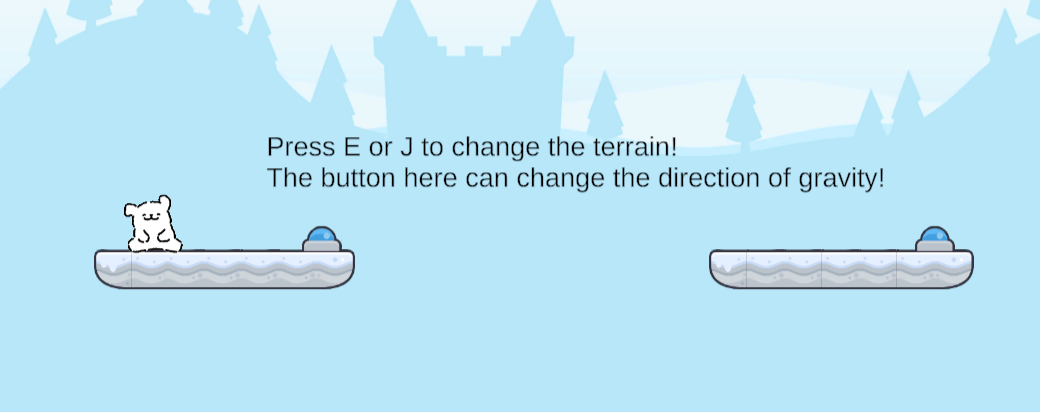 Press E or J to change the terrain!
The button here can change the direction of gravity!